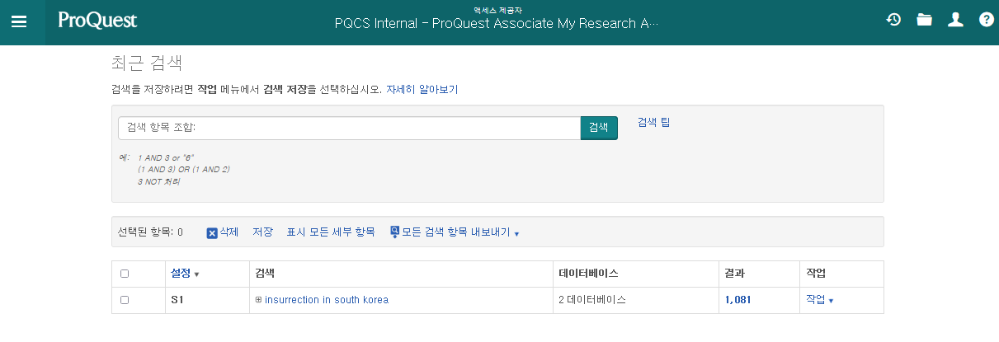 ProQuest
액세스 제공자
PQCS Internal – ProQuest Associate My Research A…
최근 검색
검색을 저장하려면 작업 메뉴에서 검색 저장을 선택하십시오. 자세히 알아보기
검색 항목 조합:
검색
검색 팁
예: 1 AND 3 or "6"
(1 AND 3) OR (1 AND 2)
3 NOT 처리
선택된 항목: 0 삭제 저장 표시 모든 세부 항목 모든 검색 항목 내보내기
설정 검색 데이터베이스 결과 작업
S1 insurrection in south korea 2 데이터베이스 1,081 작업